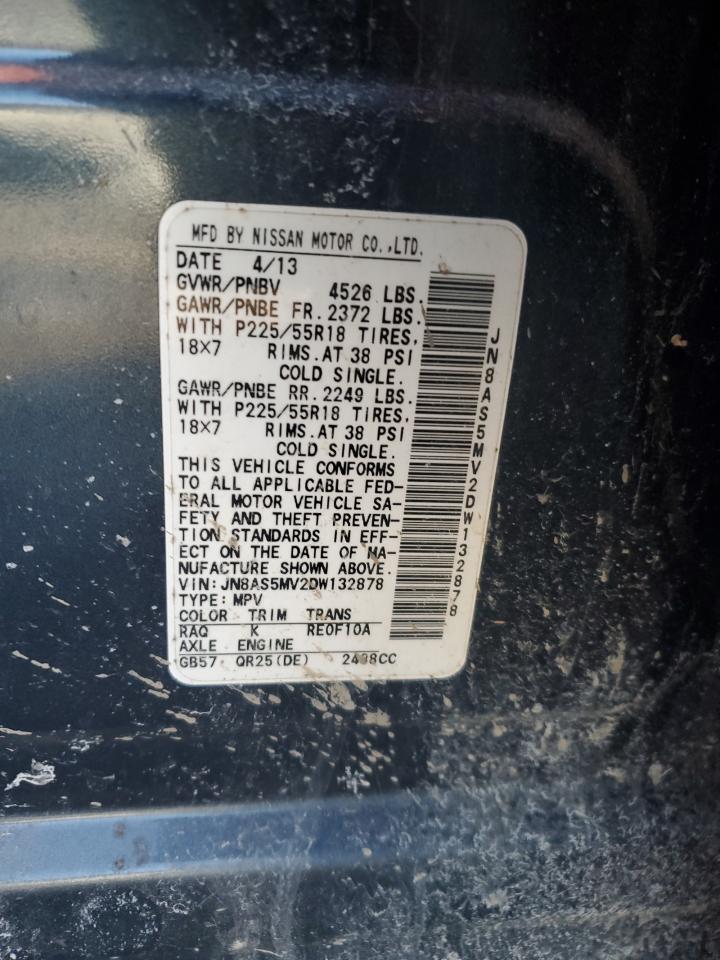 MFD BY NISSAN MOTOR CO.,LTD.
DATE 4/13
GVWR/PNBV 4526 LBS.
GAWR/PNBE FR. 2372 LBS.
WITH P225/55R18 TIRES,
18X7 RIMS.AT 38 PSI
COLD SINGLE.
GAWR/PNBE RR. 2249 LBS.
WITH P225/55R18 TIRES,
18X7 RIMS.AT 38 PSI
COLD SINGLE.
THIS VEHICLE CONFORMS
TO ALL APPLICABLE FED-
ERAL MOTOR VEHICLE SA-
FETY AND THEFT PREVEN-
TION STANDARDS IN EFF-
ECT ON THE DATE OF MA-
NUFACTURE SHOWN ABOVE.
VIN:JN8AS5MV2DW132878
TYPE:MPV
COLOR TRIM TRANS
RAQ K RE0F10A
AXLE ENGINE
GB57 QR25(DE) 2488CC
JN8AS5MV2DW132878